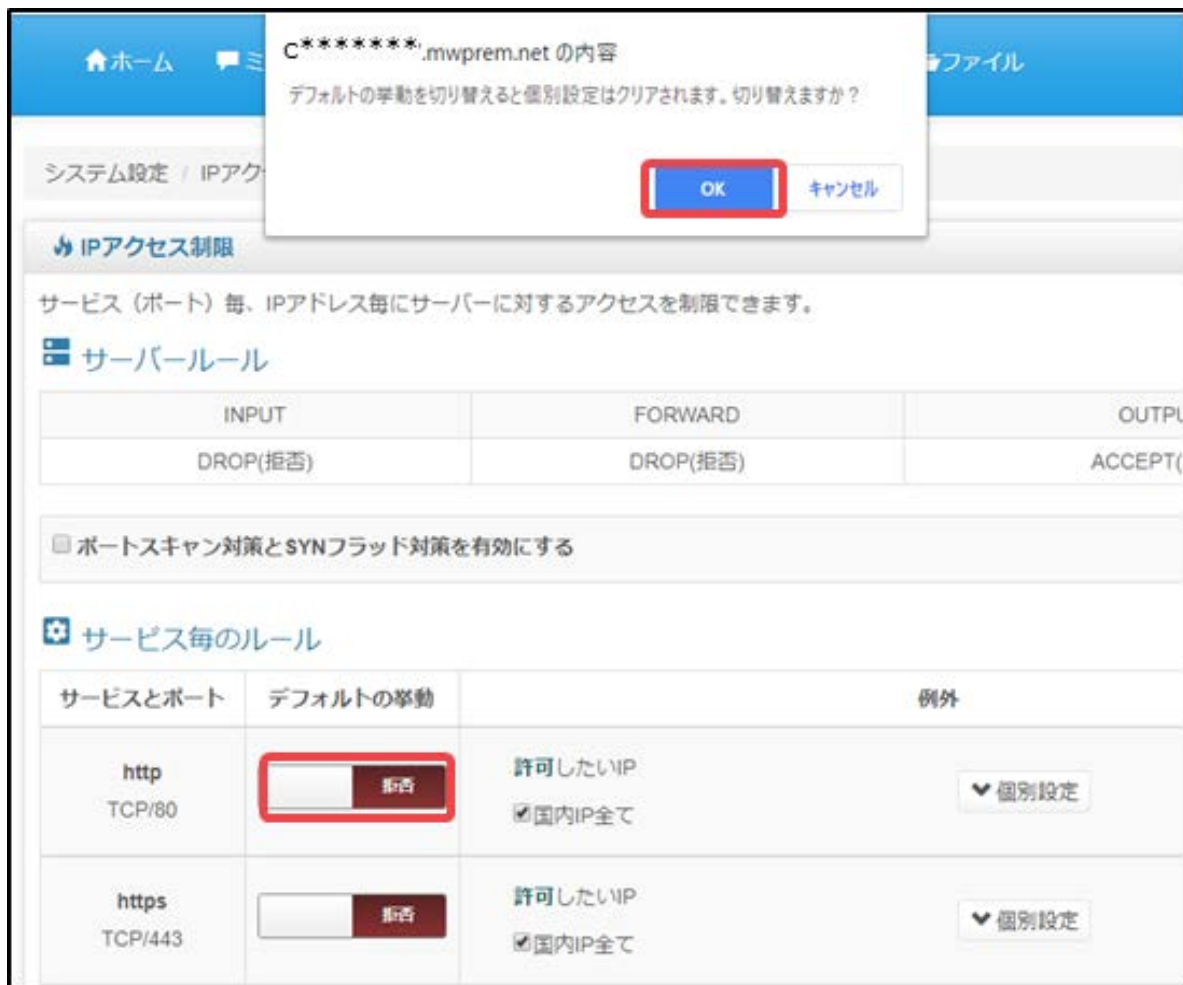 C*******.mwprem.net の内容
デフォルトの挙動を切り替えると個別設定はクリアされます。切り替えますか？
OK キャンセル
ホーム ミ ファイル
システム設定 / IPアク
IPアクセス制限
サービス（ポート）毎、IPアドレス毎にサーバーに対するアクセスを制限できます。
サーバールール
INPUT FORWARD OUTPU
DROP(拒否) DROP(拒否) ACCEPT(
ポートスキャン対策とSYNフラッド対策を有効にする
サービス毎のルール
サービスとポート デフォルトの挙動 例外
http
TCP/80
拒否
許可したいIP
国内IP全て
個別設定
https
TCP/443
拒否
許可したいIP
国内IP全て
個別設定